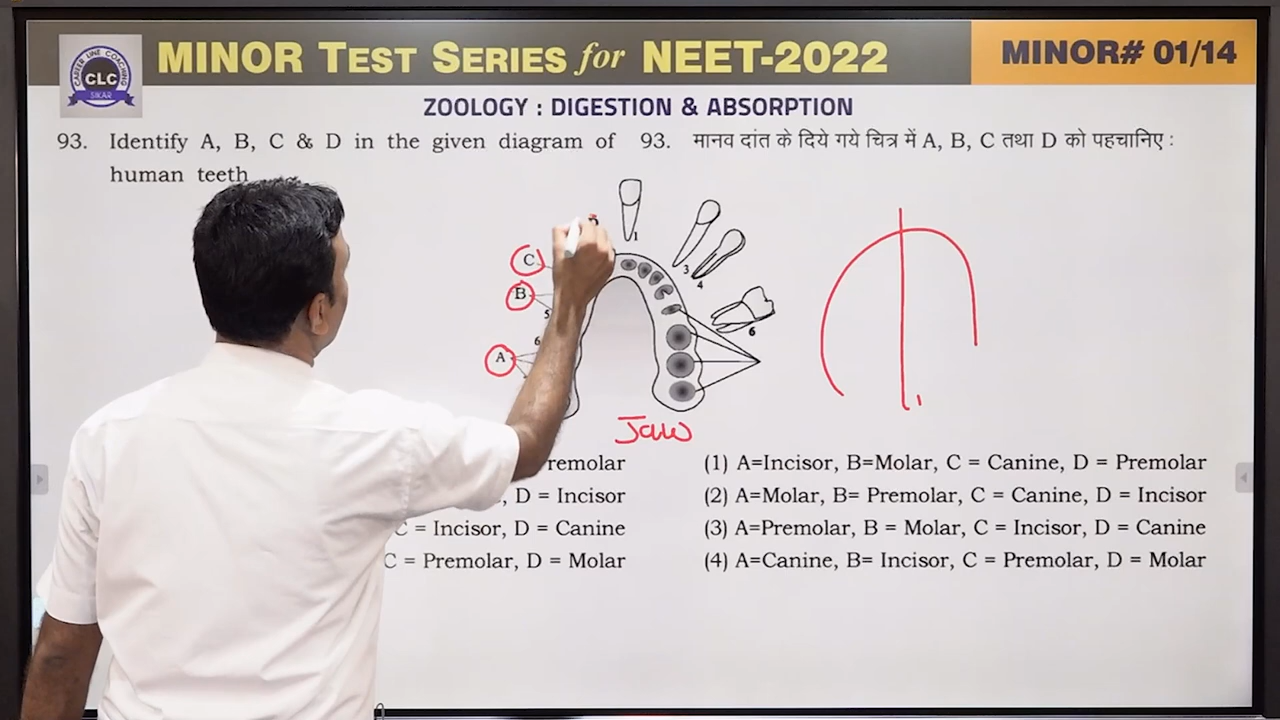 CAREER LINE COACHING
CLC
SIKAR
MINOR TEST SERIES for NEET-2022
MINOR# 01/14
ZOOLOGY : DIGESTION & ABSORPTION
93. Identify A, B, C & D in the given diagram of
human teeth
93. मानव दांत के दिये गये चित्र में A, B, C तथा D को पहचानिए :
1
C
3
4
B
5
6
6
A
Jaw
remolar
, D = Incisor
C = Incisor, D = Canine
C = Premolar, D = Molar
(1) A=Incisor, B=Molar, C = Canine, D = Premolar
(2) A=Molar, B= Premolar, C = Canine, D = Incisor
(3) A=Premolar, B = Molar, C = Incisor, D = Canine
(4) A=Canine, B= Incisor, C = Premolar, D = Molar